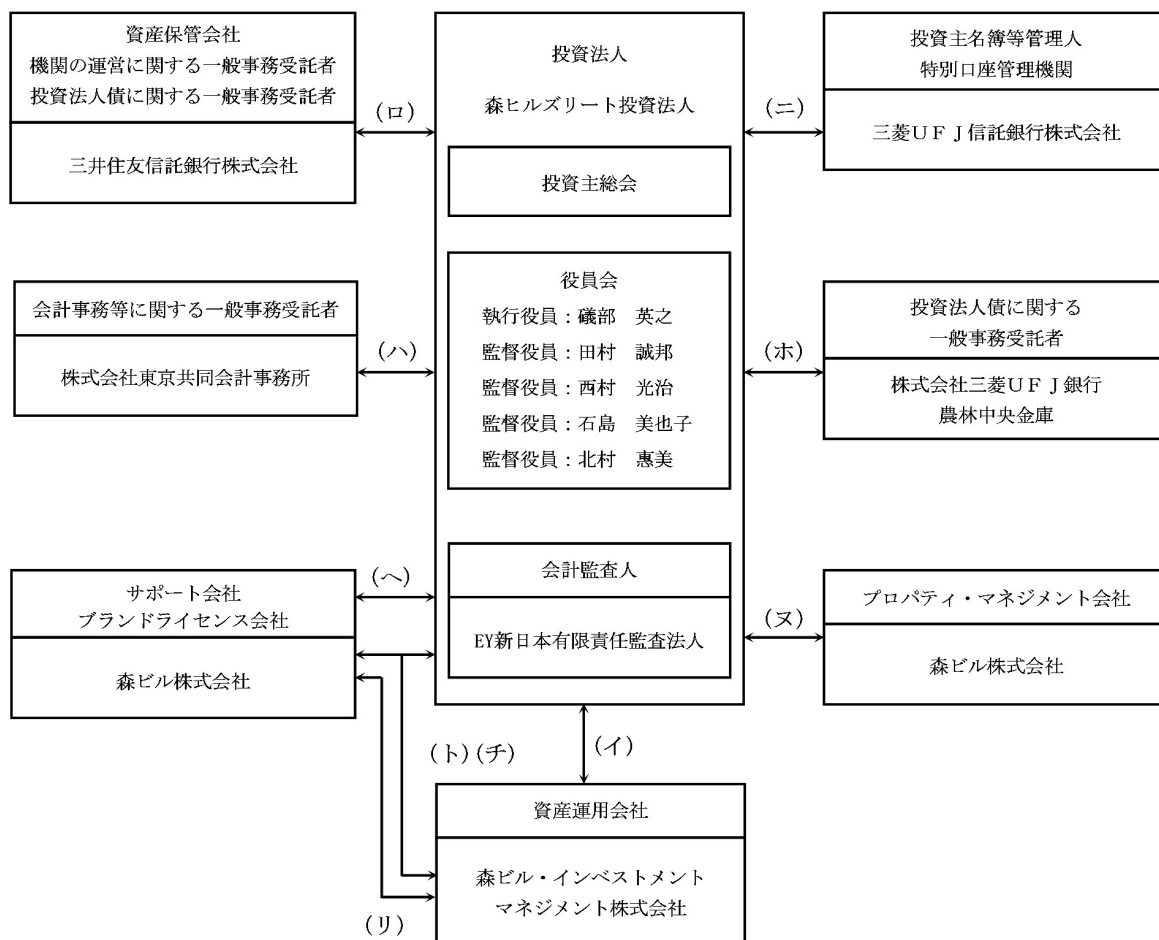 資産保管会社
機関の運営に関する一般事務受託者
投資法人債に関する一般事務受託者
三井住友信託銀行株式会社
(ロ)
投資法人
森ヒルズリート投資法人
投資主総会
(ニ)
投資主名簿等管理人
特別口座管理機関
三菱UFJ信託銀行株式会社
会計事務等に関する一般事務受託者
株式会社東京共同会計事務所
(ハ)
役員会
執行役員:礒部 英之
監督役員:田村 誠邦
監督役員:西村 光治
監督役員:石島 美也子
監督役員:北村 惠美
(ホ)
投資法人債に関する
一般事務受託者
株式会社三菱UFJ銀行
農林中央金庫
サポート会社
ブランドライセンス会社
森ビル株式会社
(ヘ)
会計監査人
EY新日本有限責任監査法人
(ヌ)
プロパティ・マネジメント会社
森ビル株式会社
(ト)(チ)
(イ)
資産運用会社
森ビル・インベストメント
マネジメント株式会社
(リ)